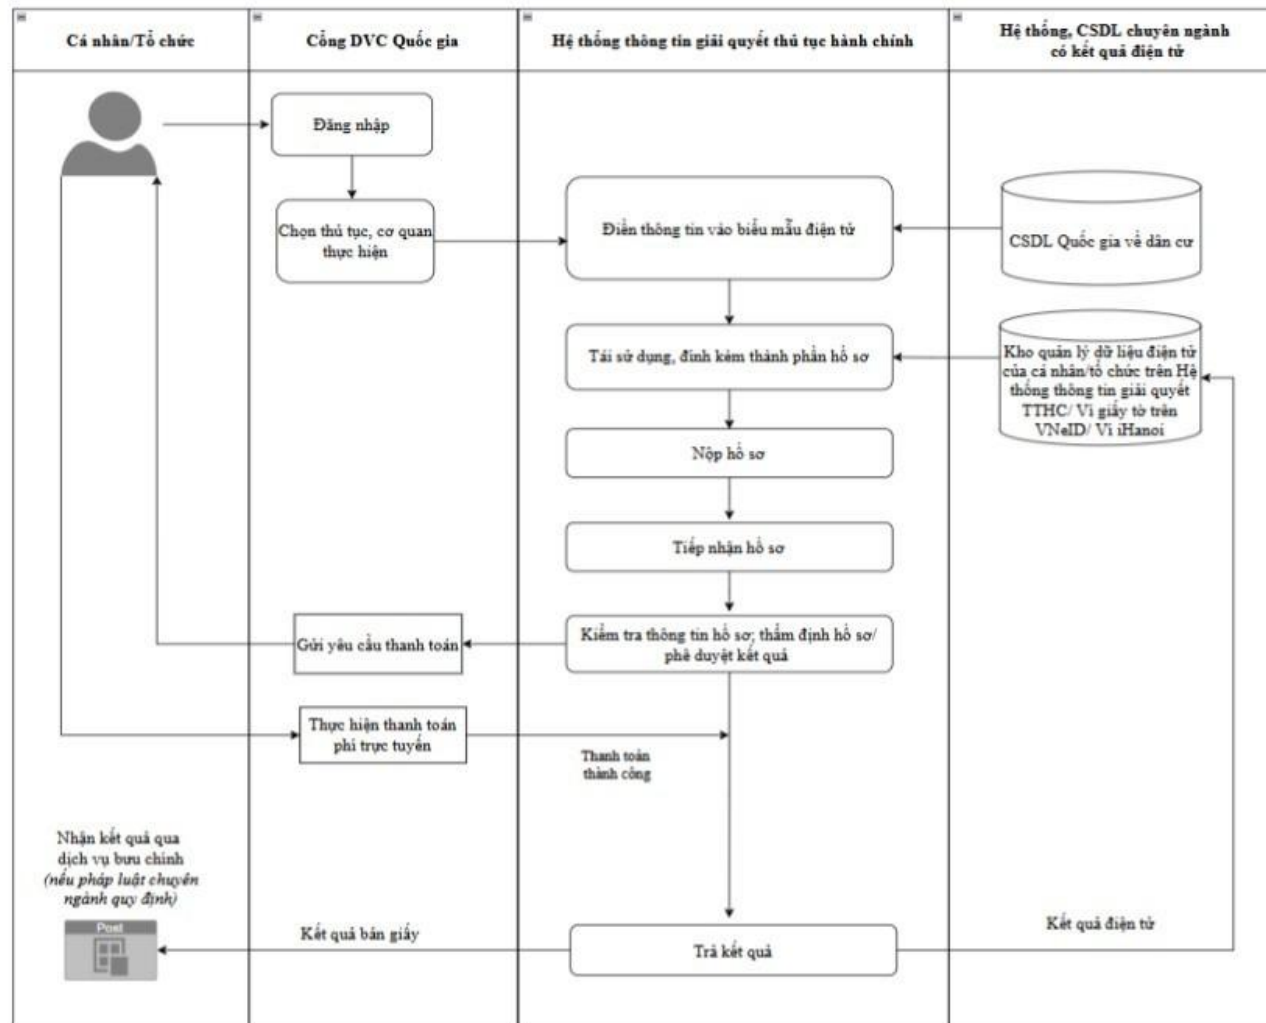 Cá nhân/Tổ chức
Cổng DVC Quốc gia
Hệ thống thông tin giải quyết thủ tục hành chính
Hệ thống, CSDL chuyên ngành
có kết quả điện tử
Đăng nhập
Chọn thủ tục, cơ quan
thực hiện
Điền thông tin vào biểu mẫu điện tử
CSDL Quốc gia về dân cư
Tái sử dụng, đính kèm thành phần hồ sơ
Kho quản lý dữ liệu điện tử
của cá nhân/tổ chức trên Hệ
thống thông tin giải quyết
TTHC/ Ví giấy tờ trên
VNeID/ Ví iHanoi
Nộp hồ sơ
Tiếp nhận hồ sơ
Gửi yêu cầu thanh toán
Kiểm tra thông tin hồ sơ; thẩm định hồ sơ/
phê duyệt kết quả
Thực hiện thanh toán
phí trực tuyến
Thanh toán
thành công
Nhận kết quả qua
dịch vụ bưu chính
(nếu pháp luật chuyên
ngành quy định)
Post
Kết quả bản giấy
Trả kết quả
Kết quả điện tử